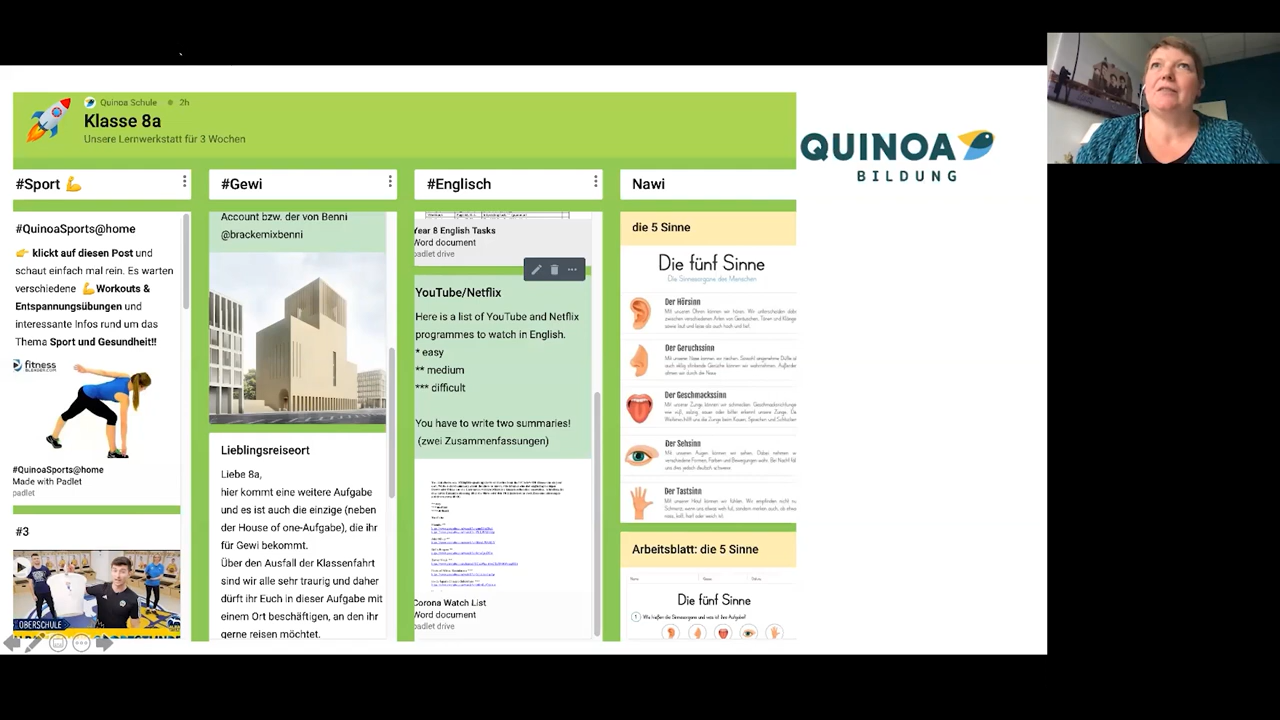 Quinoa Schule 2h
Klasse 8a
Unsere Lernwerkstatt für 3 Wochen
QUINOA
BILDUNG
#Sport 💪
#QuinoaSports@home
👉 klickt auf diesen Post und
schaut einfach mal rein. Es warten
verschiedene 💪Workouts &
Entspannungsübungen und
interessante Infos rund um das
Thema Sport und Gesundheit!!
fitness
#QuinoaSports@home
Made with Padlet
padlet
#3
OBERSCHULE
#Gewi
Account bzw. der von Benni
@brackemixbenni
Lieblingsreiseort
Liebe 8a,
hier kommt eine weitere Aufgabe
und es ist auch die einzige (neben
der House of one-Aufgabe), die ihr
für Gewi bekommt.
Über den Ausfall der Klassenfahrt
sind wir alle sehr traurig und daher
dürft ihr Euch in dieser Aufgabe mit
einem Ort beschäftigen, an den ihr
gerne reisen möchtet.
#Englisch
Year 8 English Tasks
Word document
padlet drive
YouTube/Netflix
Here is a list of YouTube and Netflix
programmes to watch in English.
* easy
** medium
*** difficult
You have to write two summaries!
(zwei Zusammenfassungen)
Corona Watch List
Word document
padlet drive
Nawi
die 5 Sinne
Die fünf Sinne
Die Sinnesorgane des Menschen
Der Hörsinn
Der Geruchssinn
Der Geschmackssinn
Der Sehsinn
Der Tastsinn
Arbeitsblatt: die 5 Sinne
Die fünf Sinne